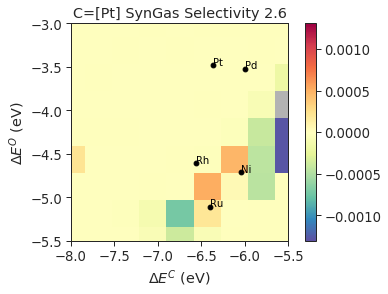 C=[Pt] SynGas Selectivity 2.6
−3.0
−3.5
−4.0
−4.5
−5.0
−5.5
ΔE^O (eV)
Pt
Pd
Rh
Ni
Ru
−8.0 −7.5 −7.0 −6.5 −6.0 −5.5
ΔE^C (eV)
0.0010
0.0005
0.0000
−0.0005
−0.0010